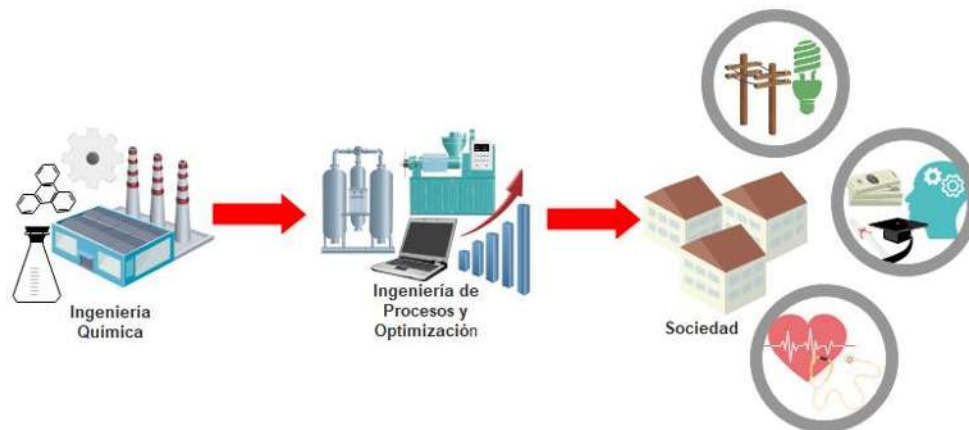 Ingeniería
Química
Ingeniería de
Procesos y
Optimización
Sociedad